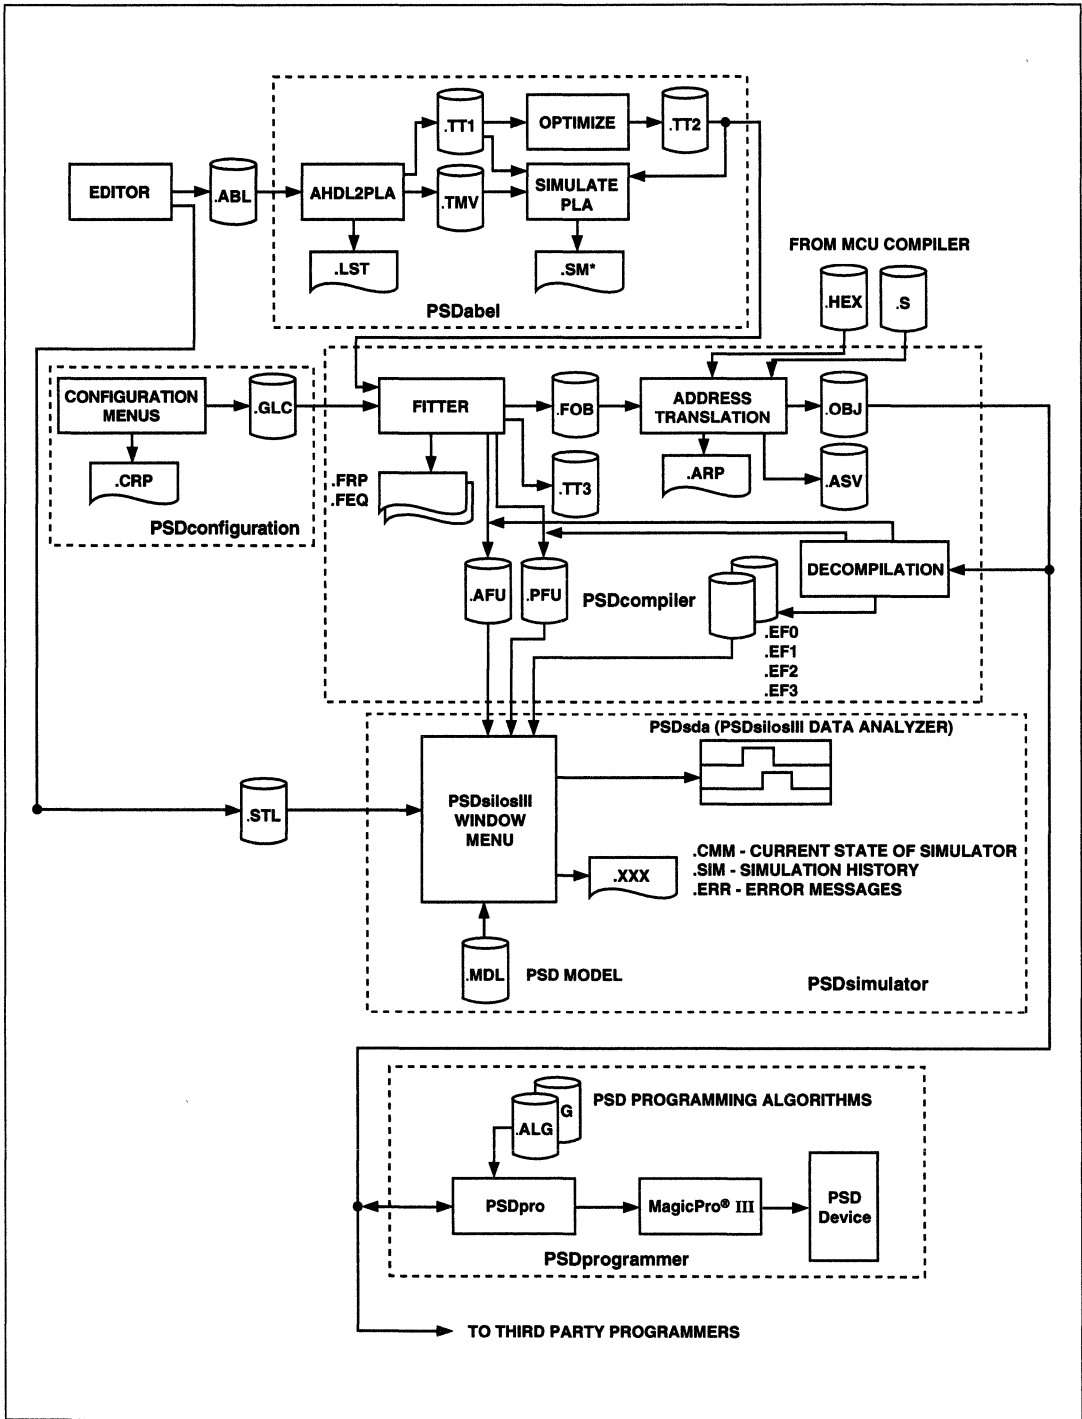 EDITOR
.ABL
AHDL2PLA
.TT1
OPTIMIZE
.TT2
.TMV
SIMULATE
PLA
.LST
.SM*
PSDabel
FROM MCU COMPILER
.HEX
.S
CONFIGURATION
MENUS
.GLC
.CRP
PSDconfiguration
FITTER
.FOB
ADDRESS
TRANSLATION
.OBJ
.FRP
.FEQ
.TT3
.ARP
.ASV
.AFU
.PFU
PSDcompiler
DECOMPILATION
.EF0
.EF1
.EF2
.EF3
PSDsda (PSDsilosIII DATA ANALYZER)
.STL
PSDsilosIII
WINDOW
MENU
.XXX
.CMM - CURRENT STATE OF SIMULATOR
.SIM - SIMULATION HISTORY
.ERR - ERROR MESSAGES
.MDL
PSD MODEL
PSDsimulator
G
.ALG
PSD PROGRAMMING ALGORITHMS
PSDpro
MagicPro® III
PSD
Device
PSDprogrammer
TO THIRD PARTY PROGRAMMERS